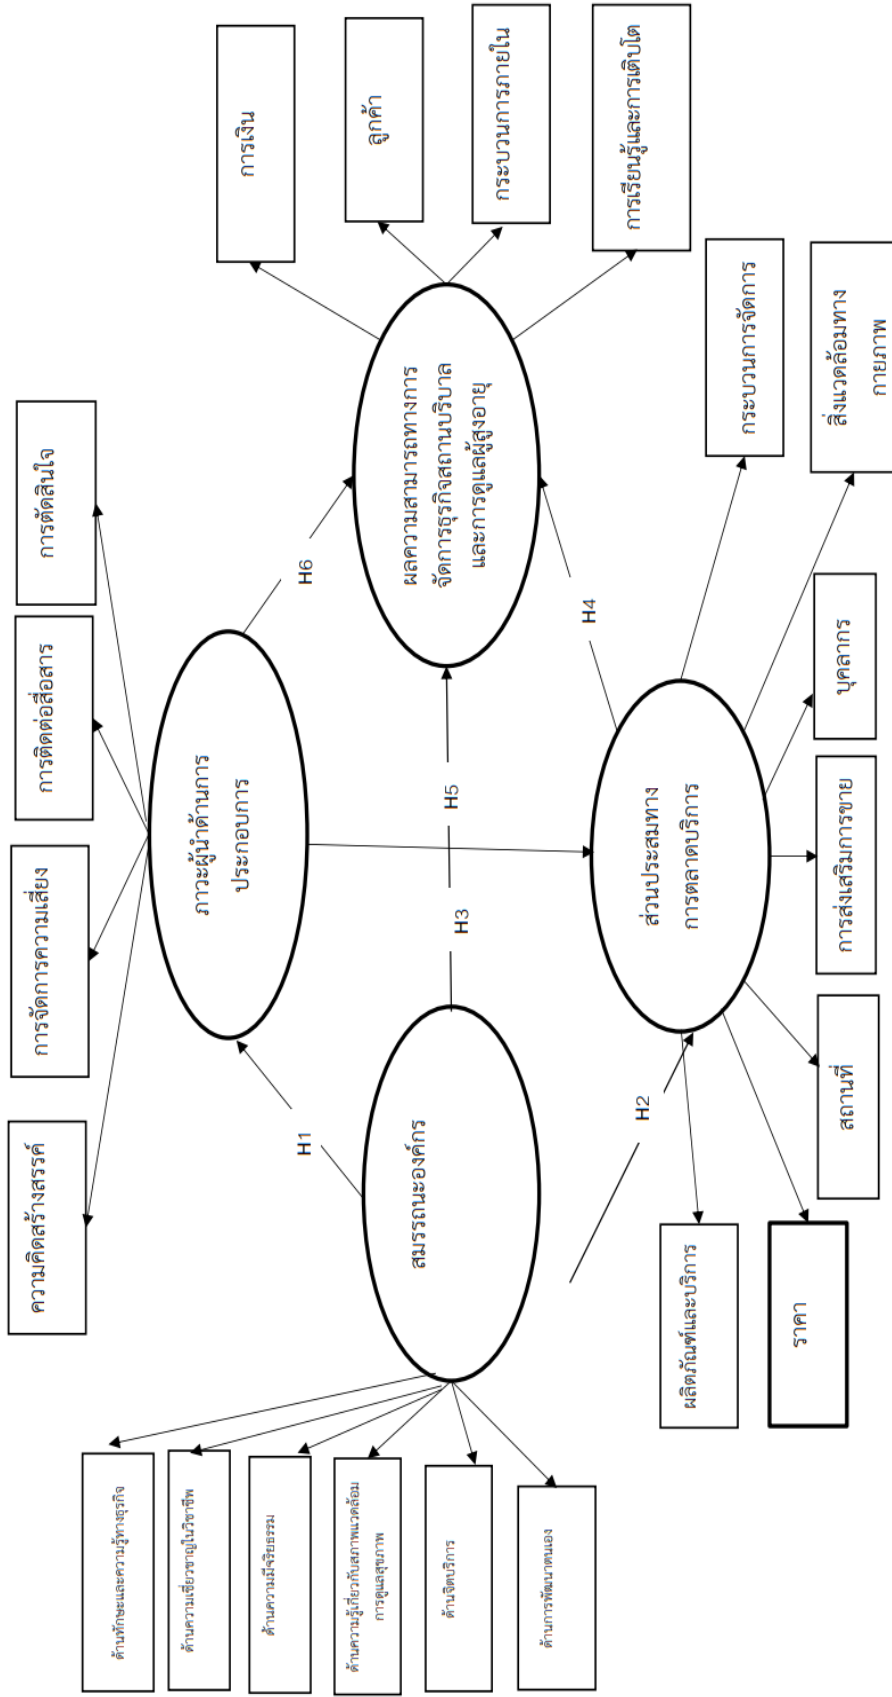 ความคิดสร้างสรรค์
การจัดการความเสี่ยง
การติดต่อสื่อสาร
การตัดสินใจ
ภาวะผู้นำด้านการ
ประกอบการ
การเงิน
ลูกค้า
กระบวนการภายใน
การเรียนรู้และการเติบโต
H1
H6
ด้านทักษะและความรู้ทางธุรกิจ
ด้านความเชี่ยวชาญในวิชาชีพ
ด้านความมีจริยธรรม
ด้านความรู้เกี่ยวกับสภาพแวดล้อม
การดูแลสุขภาพ
ด้านจิตบริการ
ด้านการพัฒนาตนเอง
สมรรถนะองค์กร
H3
H5
ผลความสามารถทางการ
จัดการธุรกิจสถานบริบาล
และการดูแลผู้สูงอายุ
H2
H4
ส่วนประสมทาง
การตลาดบริการ
ผลิตภัณฑ์และบริการ
ราคา
สถานที่
การส่งเสริมการขาย
บุคลากร
กระบวนการจัดการ
สิ่งแวดล้อมทาง
กายภาพ